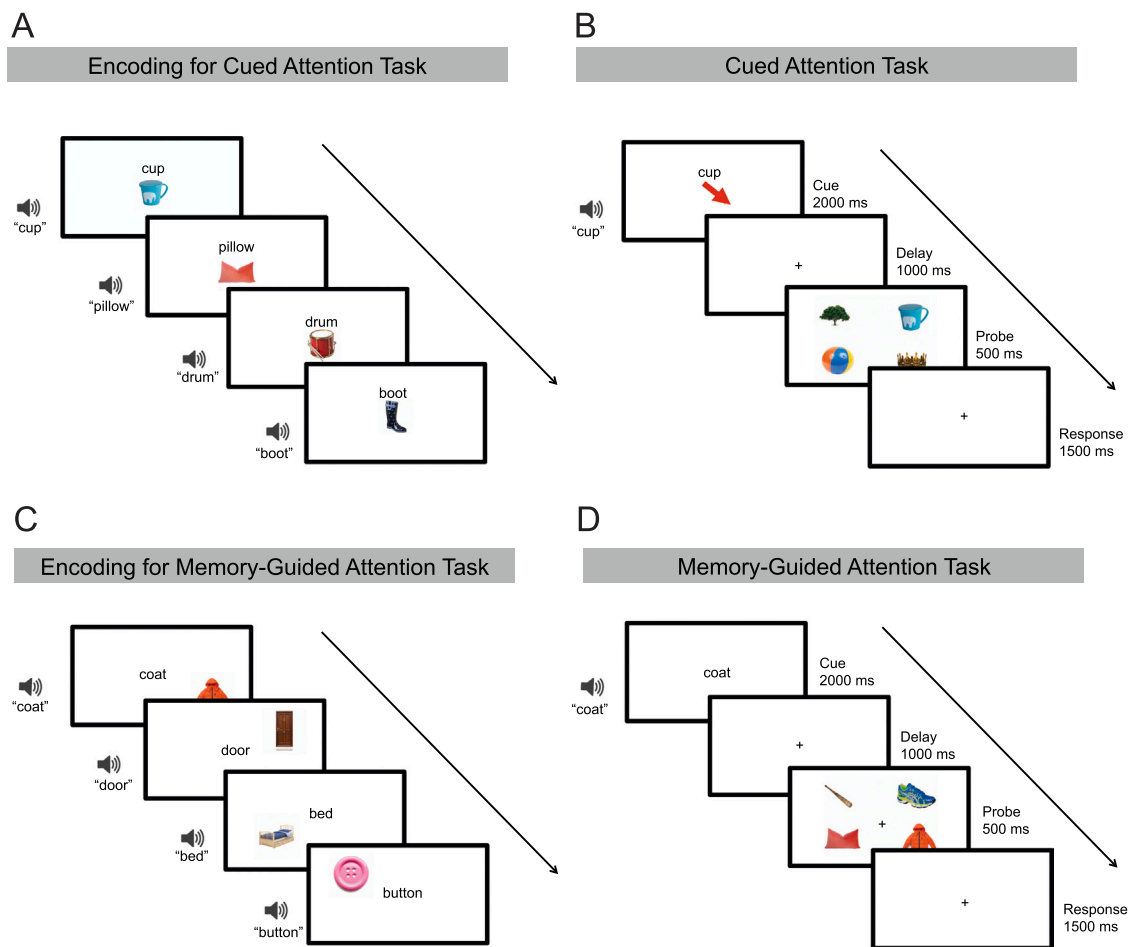 A
Encoding for Cued Attention Task
cup
“cup”
pillow
“pillow”
drum
“drum”
boot
“boot”
B
Cued Attention Task
cup
“cup”
Cue
2000 ms
+
Delay
1000 ms
Probe
500 ms
+
Response
1500 ms
C
Encoding for Memory-Guided Attention Task
coat
“coat”
door
“door”
bed
“bed”
button
“button”
D
Memory-Guided Attention Task
coat
“coat”
Cue
2000 ms
+
Delay
1000 ms
+
Probe
500 ms
+
Response
1500 ms